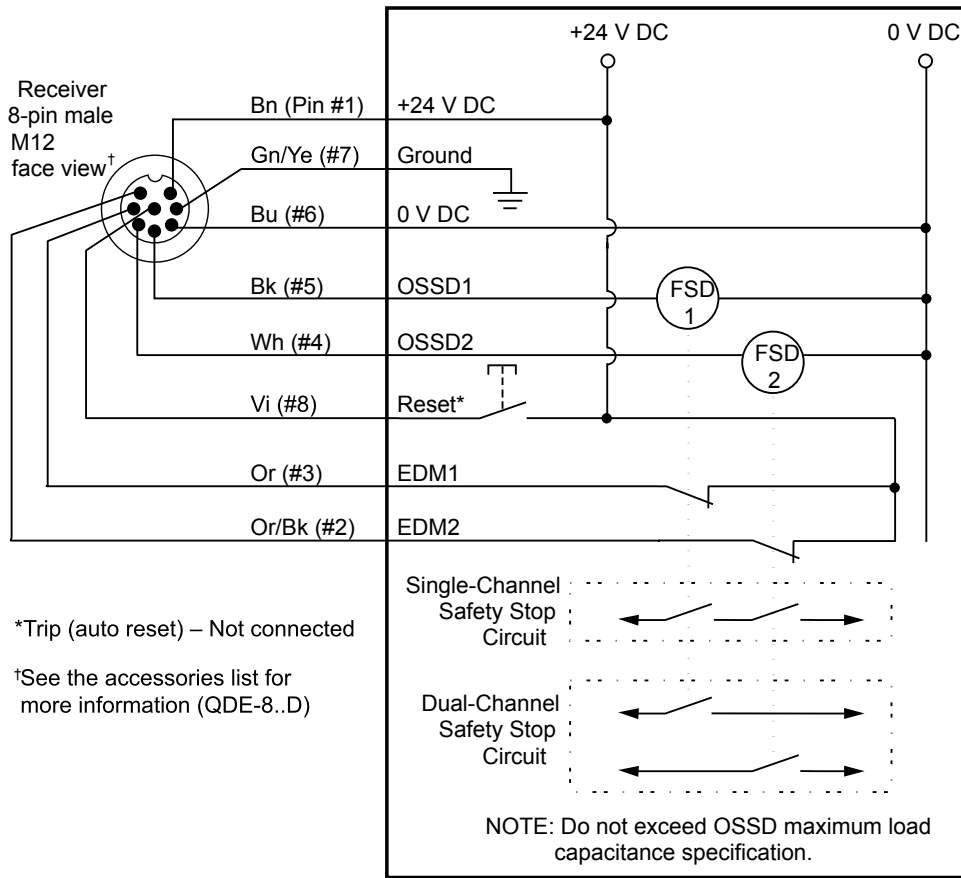 +24 V DC
0 V DC
Receiver
8-pin male
M12
face view†
Bn (Pin #1)
+24 V DC
Gn/Ye (#7)
Ground
Bu (#6)
0 V DC
Bk (#5)
OSSD1
FSD
1
Wh (#4)
OSSD2
FSD
2
Vi (#8)
Reset*
Or (#3)
EDM1
Or/Bk (#2)
EDM2
Single-Channel
Safety Stop
Circuit
*Trip (auto reset) – Not connected
†See the accessories list for
more information (QDE-8..D)
Dual-Channel
Safety Stop
Circuit
NOTE: Do not exceed OSSD maximum load
capacitance specification.